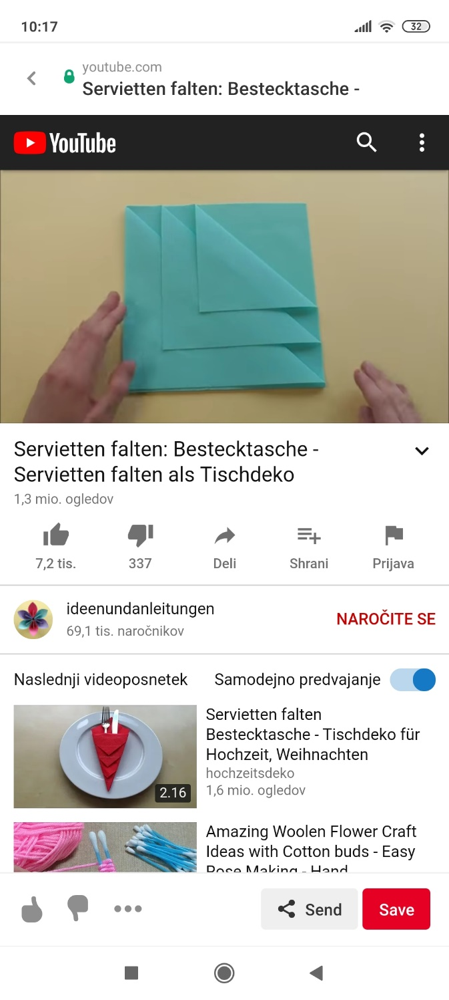 10:17
32
youtube.com
Servietten falten: Bestecktasche -
YouTube
Servietten falten: Bestecktasche -
Servietten falten als Tischdeko
1,3 mio. ogledov
7,2 tis.
337
Deli
Shrani
Prijava
ideenundanleitungen
69,1 tis. naročnikov
NAROČITE SE
Naslednji videoposnetek
Samodejno predvajanje
2.16
Servietten falten
Bestecktasche - Tischdeko für
Hochzeit, Weihnachten
hochzeitsdeko
1,6 mio. ogledov
Amazing Woolen Flower Craft
Ideas with Cotton buds - Easy
Rose Making - Hand
Send
Save